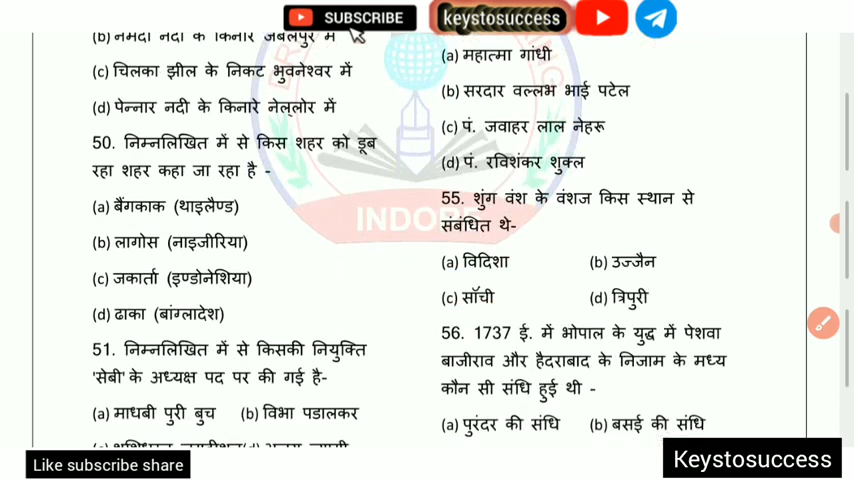 SUBSCRIBE
keystosuccess
(b) नर्मदा नदी के किनारे जबलपुर में
(c) चिलका झील के निकट भुवनेश्वर में
(d) पेन्नार नदी के किनारे नेल्लोर में
50. निम्नलिखित में से किस शहर को डूब
रहा शहर कहा जा रहा है -
(a) बैंगकाक (थाइलैण्ड)
(b) लागोस (नाइजीरिया)
(c) जकार्ता (इण्डोनेशिया)
(d) ढाका (बांग्लादेश)
51. निम्नलिखित में से किसकी नियुक्ति
'सेबी' के अध्यक्ष पद पर की गई है-
(a) माधबी पुरी बुच (b) विभा पडालकर
(a) महात्मा गांधी
(b) सरदार वल्लभ भाई पटेल
(c) पं. जवाहर लाल नेहरू
(d) पं. रविशंकर शुक्ल
55. शुंग वंश के वंशज किस स्थान से
संबंधित थे-
(a) विदिशा (b) उज्जैन
(c) सॉची (d) त्रिपुरी
56. 1737 ई. में भोपाल के युद्ध में पेशवा
बाजीराव और हैदराबाद के निजाम के मध्य
कौन सी संधि हुई थी -
(a) पुरंदर की संधि (b) बसई की संधि
INDORE
Like subscribe share
Keystosuccess